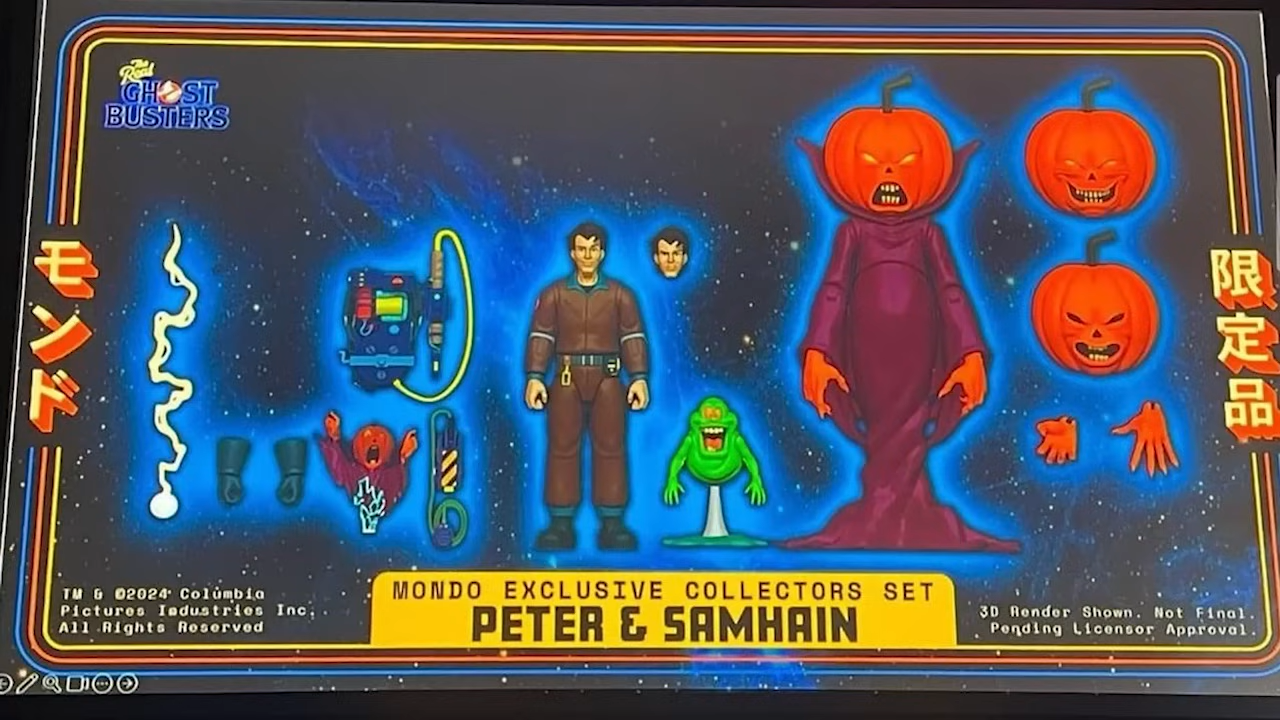 The Real
GHOST
BUSTERS
モンド
限定品
TM & ©2024 Columbia
Pictures Industries Inc.
All Rights Reserved
MONDO EXCLUSIVE COLLECTORS SET
PETER & SAMHAIN
3D Render Shown. Not Final.
Pending Licensor Approval.